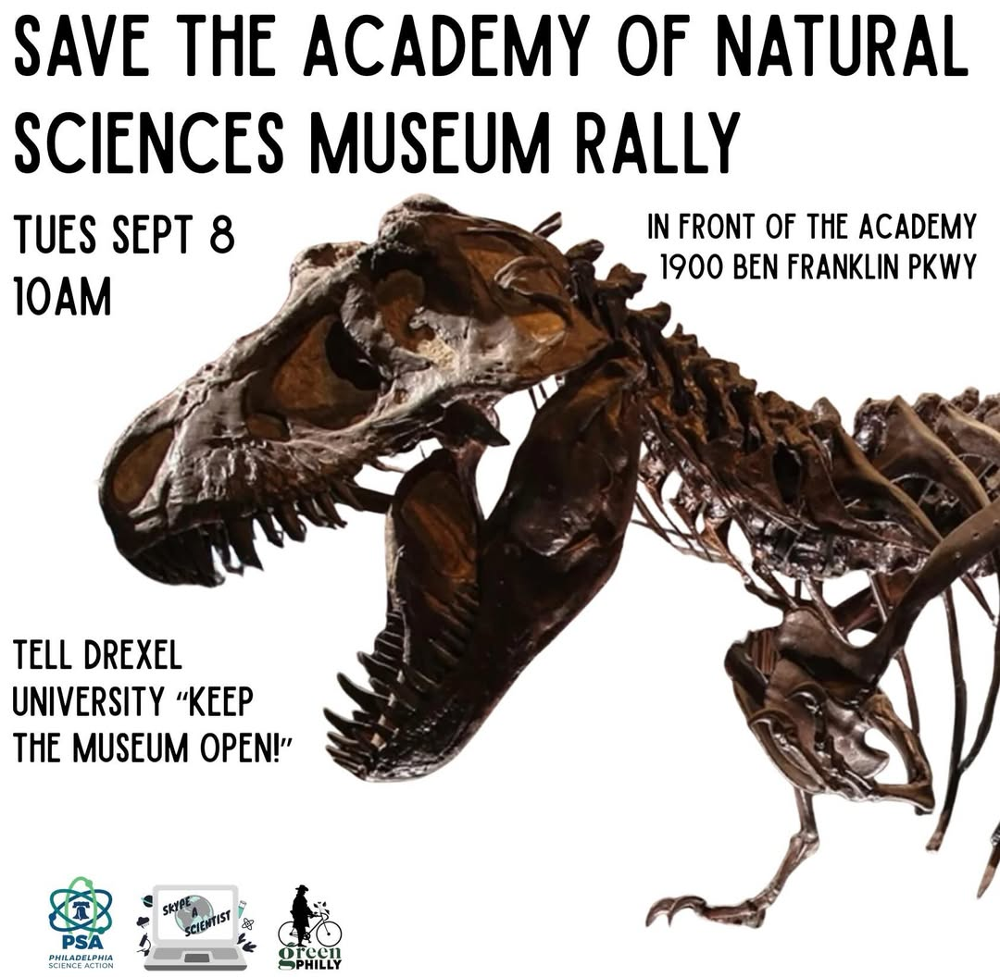 SAVE THE ACADEMY OF NATURAL
SCIENCES MUSEUM RALLY
TUES SEPT 8
10AM
IN FRONT OF THE ACADEMY
1900 BEN FRANKLIN PKWY
TELL DREXEL
UNIVERSITY “KEEP
THE MUSEUM OPEN!”
PSA
PHILADELPHIA
SCIENCE ACTION
SKYPE
A
SCIENTIST
green
PHILLY